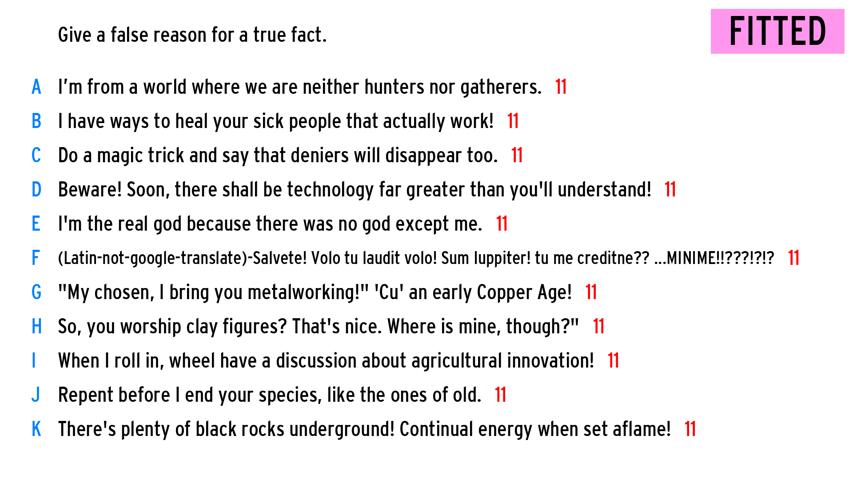 Give a false reason for a true fact.
FITTED
A I'm from a world where we are neither hunters nor gatherers. 11
B I have ways to heal your sick people that actually work! 11
C Do a magic trick and say that deniers will disappear too. 11
D Beware! Soon, there shall be technology far greater than you'll understand! 11
E I'm the real god because there was no god except me. 11
F (Latin-not-google-translate)-Salvete! Volo tu laudit volo! Sum Iuppiter! tu me creditne?? ...MINIME!!???!?!? 11
G "My chosen, I bring you metalworking!" 'Cu' an early Copper Age! 11
H So, you worship clay figures? That's nice. Where is mine, though?" 11
I When I roll in, wheel have a discussion about agricultural innovation! 11
J Repent before I end your species, like the ones of old. 11
K There's plenty of black rocks underground! Continual energy when set aflame! 11